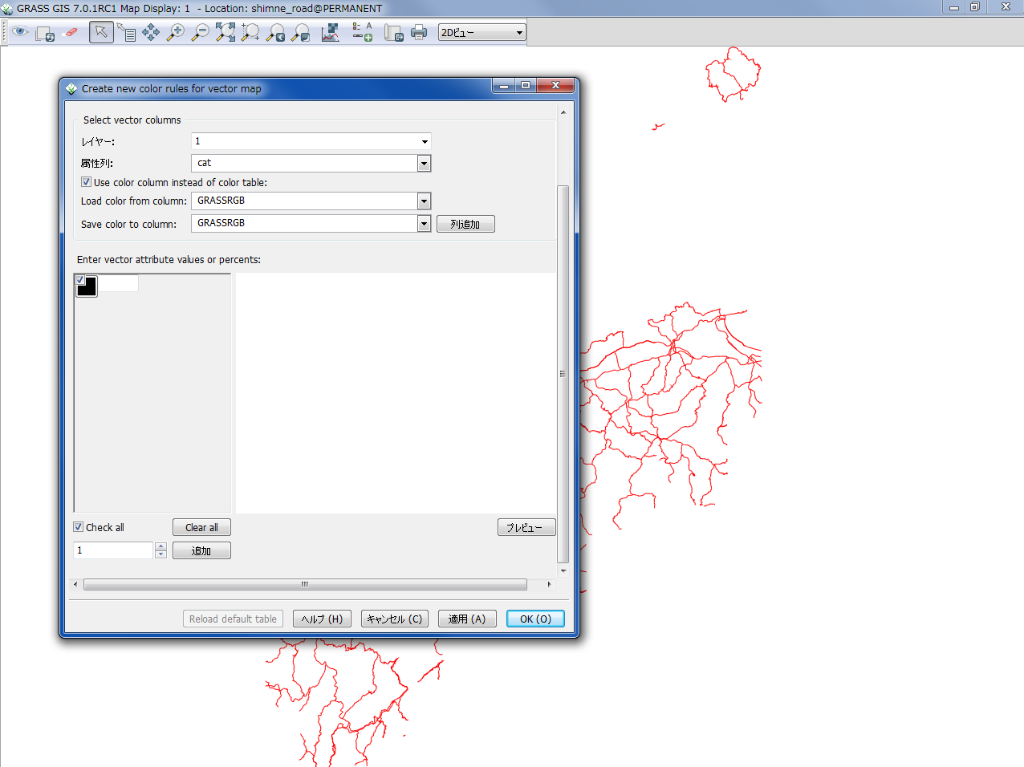 GRASS GIS 7.0.1RC1 Map Display: 1 - Location: shimne_road@PERMANENT
2Dビュー
Create new color rules for vector map
Select vector columns
レイヤー: 1
属性列: cat
Use color column instead of color table:
Load color from column: GRASSRGB
Save color to column: GRASSRGB 列追加
Enter vector attribute values or percents:
Check all Clear all プレビュー
1 追加
Reload default table ヘルプ (H) キャンセル (C) 適用 (A) OK (O)